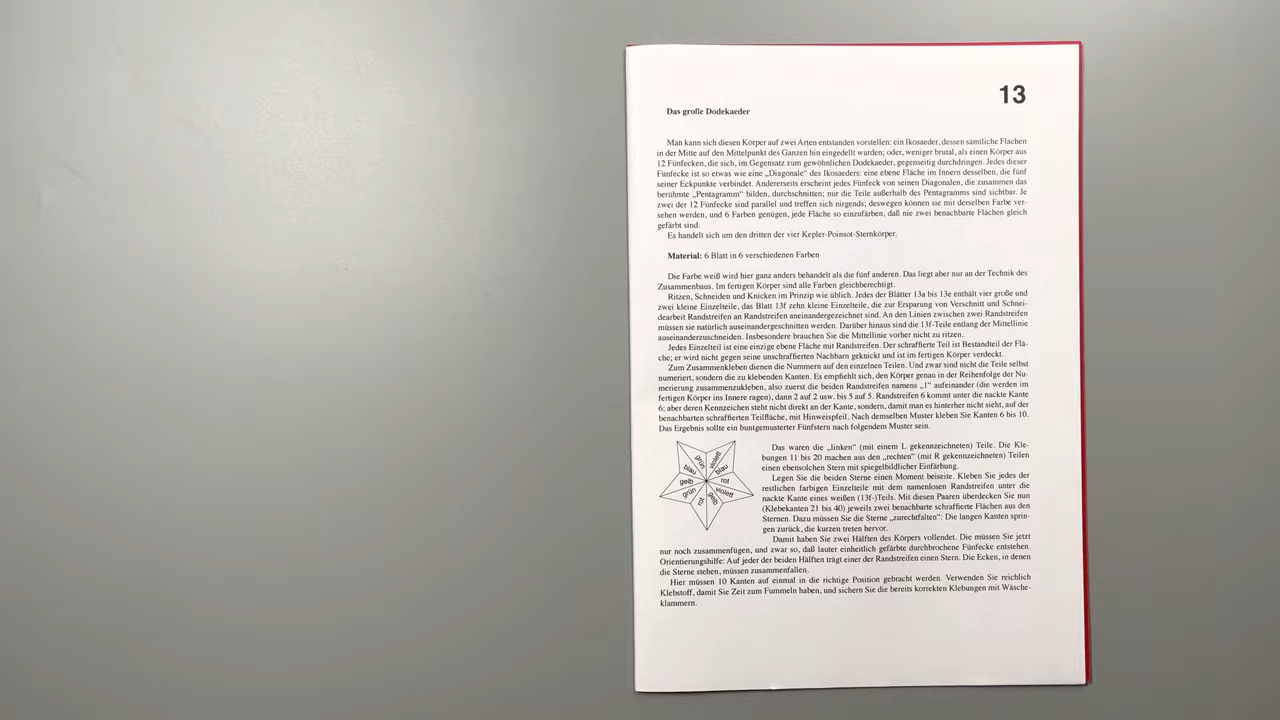 13
Das große Dodekaeder
Man kann sich diesen Körper auf zwei Arten entstanden vorstellen: ein Ikosaeder, dessen sämtliche Flächen
in der Mitte auf den Mittelpunkt des Ganzen hin eingedellt wurden; oder, weniger brutal, als einen Körper aus
12 Fünfecken, die sich, im Gegensatz zum gewöhnlichen Dodekaeder, gegenseitig durchdringen. Jedes dieser
Fünfecke ist so etwas wie eine „Diagonale“ des Ikosaeders: eine ebene Fläche im Innern desselben, die fünf
seiner Eckpunkte verbindet. Andererseits erscheint jedes Fünfeck von seinen Diagonalen, die zusammen das
berühmte „Pentagramm“ bilden, durchschnitten; nur die Teile außerhalb des Pentagramms sind sichtbar. Je
zwei der 12 Fünfecke sind parallel und treffen sich nirgends; deswegen können sie mit derselben Farbe ver-
sehen werden, und 6 Farben genügen, jede Fläche so einzufärben, daß nie zwei benachbarte Flächen gleich
gefärbt sind.
Es handelt sich um den dritten der vier Kepler-Poinsot-Sternkörper.
Material: 6 Blatt in 6 verschiedenen Farben
Die Farbe weiß wird hier ganz anders behandelt als die fünf anderen. Das liegt aber nur an der Technik des
Zusammenbaus. Im fertigen Körper sind alle Farben gleichberechtigt.
Ritzen, Schneiden und Knicken im Prinzip wie üblich. Jedes der Blätter 13a bis 13e enthält vier große und
zwei kleine Einzelteile, das Blatt 13f zehn kleine Einzelteile, die zur Ersparung von Verschnitt und Schnei-
dearbeit Randstreifen an Randstreifen aneinandergezeichnet sind. An den Linien zwischen zwei Randstreifen
müssen sie natürlich auseinandergeschnitten werden. Darüber hinaus sind die 13f-Teile entlang der Mittellinie
auseinanderzuschneiden. Insbesondere brauchen Sie die Mittellinie vorher nicht zu ritzen.
Jedes Einzelteil ist eine einzige ebene Fläche mit Randstreifen. Der schraffierte Teil ist Bestandteil der Flä-
che; er wird nicht gegen seine unschraffierten Nachbarn geknickt und ist im fertigen Körper verdeckt.
Zum Zusammenkleben dienen die Nummern auf den einzelnen Teilen. Und zwar sind nicht die Teile selbst
numeriert, sondern die zu klebenden Kanten. Es empfiehlt sich, den Körper genau in der Reihenfolge der Nu-
merierung zusammenzukleben, also zuerst die beiden Randstreifen namens „1“ aufeinander (die werden im
fertigen Körper ins Innere ragen), dann 2 auf 2 usw. bis 5 auf 5. Randstreifen 6 kommt unter die nackte Kante
6; aber deren Kennzeichen steht nicht direkt an der Kante, sondern, damit man es hinterher nicht sieht, auf der
benachbarten schraffierten Teilfläche, mit Hinweispfeil. Nach demselben Muster kleben Sie Kanten 6 bis 10.
Das Ergebnis sollte ein buntgemusterter Fünfstern nach folgendem Muster sein.
grün violett
blau blau
gelb rot
grün violett
rot gelb
Das waren die „linken“ (mit einem L gekennzeichneten) Teile. Die Kle-
bungen 11 bis 20 machen aus den „rechten“ (mit R gekennzeichneten) Teilen
einen ebensolchen Stern mit spiegelbildlicher Einfärbung.
Legen Sie die beiden Sterne einen Moment beiseite. Kleben Sie jedes der
restlichen farbigen Einzelteile mit dem namenlosen Randstreifen unter die
nackte Kante eines weißen (13f-)Teils. Mit diesen Paaren überdecken Sie nun
(Klebekanten 21 bis 40) jeweils zwei benachbarte schraffierte Flächen aus den
Sternen. Dazu müssen Sie die Sterne „zurechtfalten“: Die langen Kanten sprin-
gen zurück, die kurzen treten hervor.
Damit haben Sie zwei Hälften des Körpers vollendet. Die müssen Sie jetzt
nur noch zusammenfügen, und zwar so, daß lauter einheitlich gefärbte durchbrochene Fünfecke entstehen.
Orientierungshilfe: Auf jeder der beiden Hälften trägt einer der Randstreifen einen Stern. Die Ecken, in denen
die Sterne stehen, müssen zusammenfallen.
Hier müssen 10 Kanten auf einmal in die richtige Position gebracht werden. Verwenden Sie reichlich
Klebstoff, damit Sie Zeit zum Fummeln haben, und sichern Sie die bereits korrekten Klebungen mit Wäsche-
klammern.